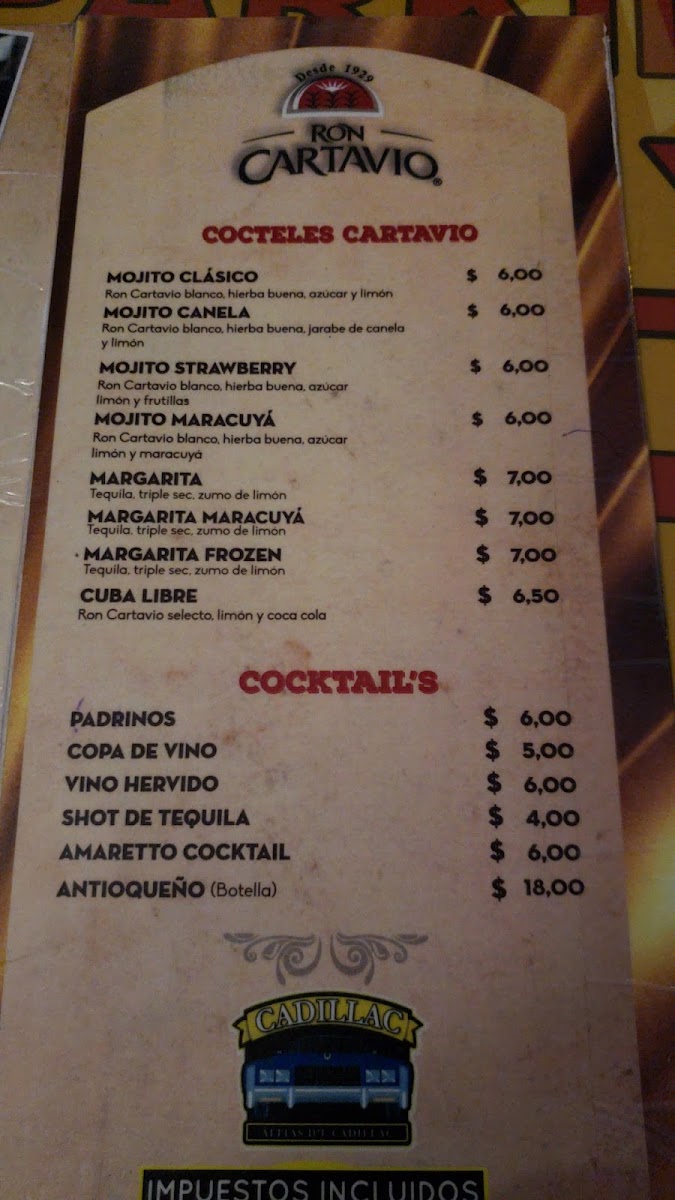 Desde 1929
RON
CARTAVIO®
COCTELES CARTAVIO
MOJITO CLÁSICO $ 6,00
Ron Cartavio blanco, hierba buena, azúcar y limón
MOJITO CANELA $ 6,00
Ron Cartavio blanco, hierba buena, jarabe de canela
y limón
MOJITO STRAWBERRY $ 6,00
Ron Cartavio blanco, hierba buena, azúcar
limón y frutillas
MOJITO MARACUYÁ $ 6,00
Ron Cartavio blanco, hierba buena, azúcar
limón y maracuyá
MARGARITA $ 7,00
Tequila, triple sec, zumo de limón
MARGARITA MARACUYÁ $ 7,00
Tequila, triple sec, zumo de limón
MARGARITA FROZEN $ 7,00
Tequila, triple sec, zumo de limón
CUBA LIBRE $ 6,50
Ron Cartavio selecto, limón y coca cola
COCKTAIL'S
PADRINOS $ 6,00
COPA DE VINO $ 5,00
VINO HERVIDO $ 6,00
SHOT DE TEQUILA $ 4,00
AMARETTO COCKTAIL $ 6,00
ANTIOQUEÑO (Botella) $ 18,00
CADILLAC
ALITAS DE CADILLAC
IMPUESTOS INCLUIDOS